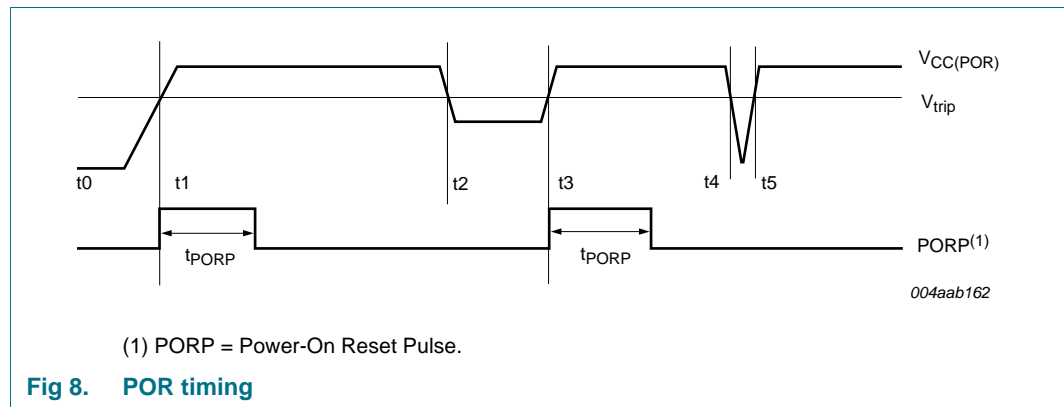 VCC(POR)
Vtrip
t0 t1 t2 t3 t4 t5
tPORP tPORP
PORP(1)
004aab162
(1) PORP = Power-On Reset Pulse.
Fig 8. POR timing